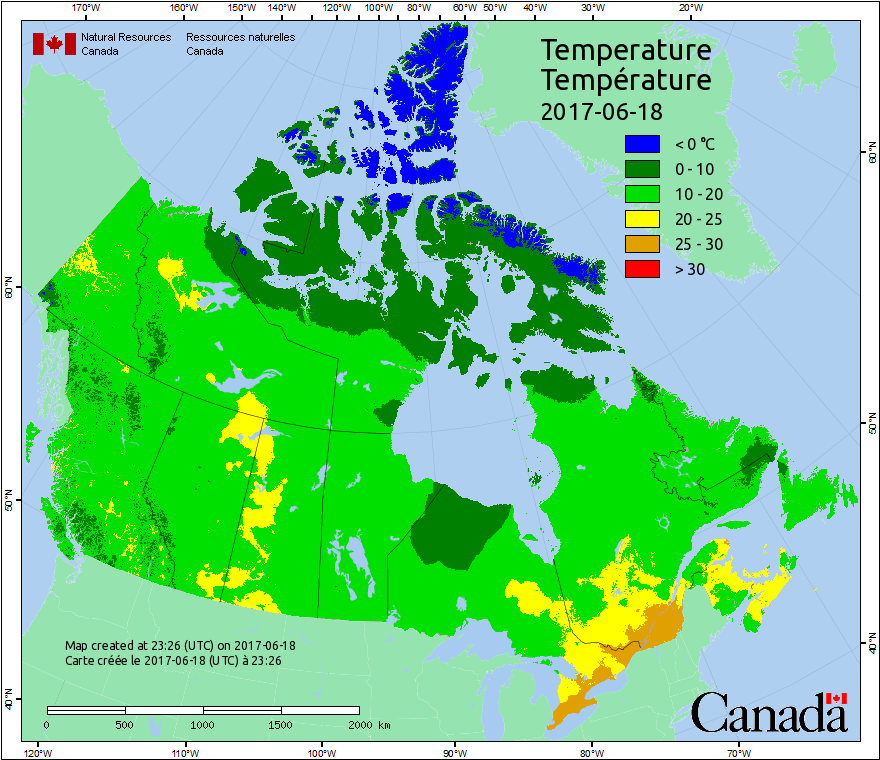 170°W 160°W 150°W 140°W 120°W 100°W 80°W 60°W 50°W 40°W 30°W 20°W
Natural Resources Ressources naturelles
Canada Canada
Temperature
Température
2017-06-18
< 0 °C
0 - 10
10 - 20
20 - 25
25 - 30
> 30
60°N
60°N
50°N
50°N
40°N
40°N
Map created at 23:26 (UTC) on 2017-06-18
Carte créée le 2017-06-18 (UTC) à 23:26
0 500 1000 1500 2000 km
Canada
120°W 110°W 100°W 90°W 80°W 70°W